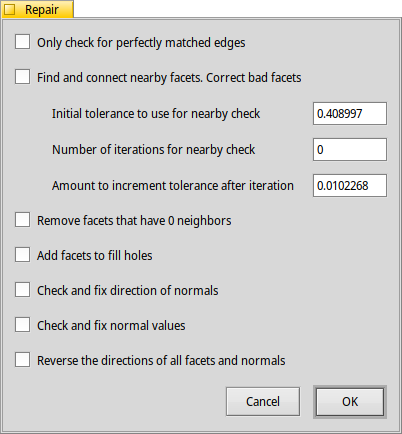 Repair
Only check for perfectly matched edges
Find and connect nearby facets. Correct bad facets
Initial tolerance to use for nearby check 0.408997
Number of iterations for nearby check 0
Amount to increment tolerance after iteration 0.0102268
Remove facets that have 0 neighbors
Add facets to fill holes
Check and fix direction of normals
Check and fix normal values
Reverse the directions of all facets and normals
Cancel OK